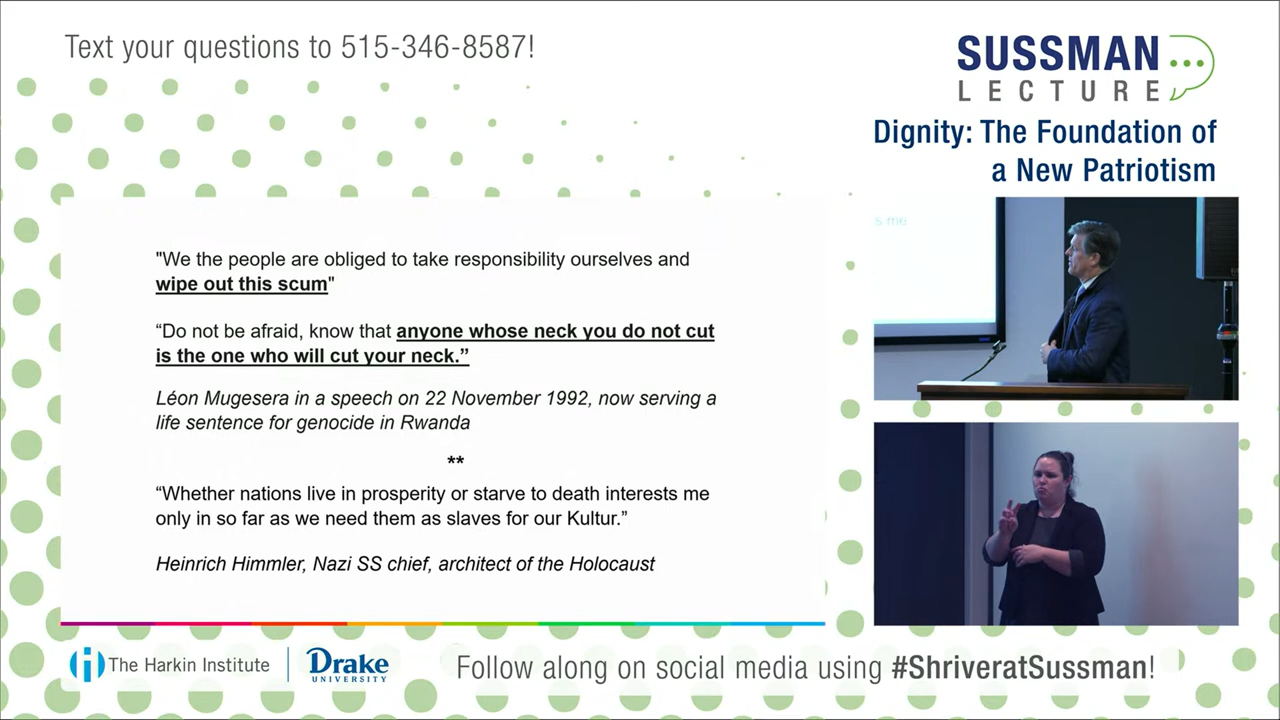 Text your questions to 515-346-8587!
SUSSMAN
LECTURE
Dignity: The Foundation of
a New Patriotism
"We the people are obliged to take responsibility ourselves and
wipe out this scum"
“Do not be afraid, know that anyone whose neck you do not cut
is the one who will cut your neck.”
Léon Mugesera in a speech on 22 November 1992, now serving a
life sentence for genocide in Rwanda
**
“Whether nations live in prosperity or starve to death interests me
only in so far as we need them as slaves for our Kultur.”
Heinrich Himmler, Nazi SS chief, architect of the Holocaust
s me
The Harkin Institute
Drake
UNIVERSITY
Follow along on social media using #ShriveratSussman!